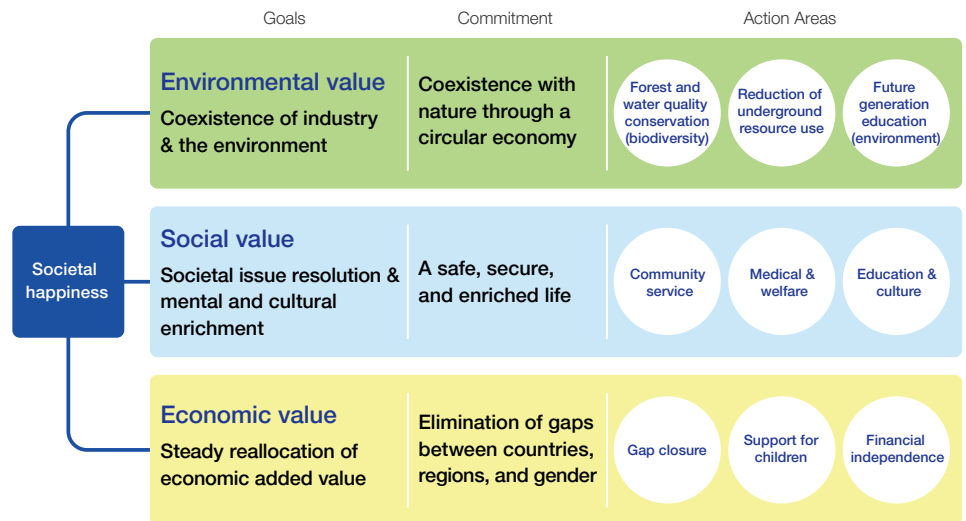 Goals
Commitment
Action Areas
Societal
happiness
Environmental value
Coexistence of industry
& the environment
Coexistence with
nature through a
circular economy
Forest and
water quality
conservation
(biodiversity)
Reduction of
underground
resource use
Future
generation
education
(environment)
Social value
Societal issue resolution &
mental and cultural
enrichment
A safe, secure,
and enriched life
Community
service
Medical &
welfare
Education &
culture
Economic value
Steady reallocation of
economic added value
Elimination of gaps
between countries,
regions, and gender
Gap closure
Support for
children
Financial
independence